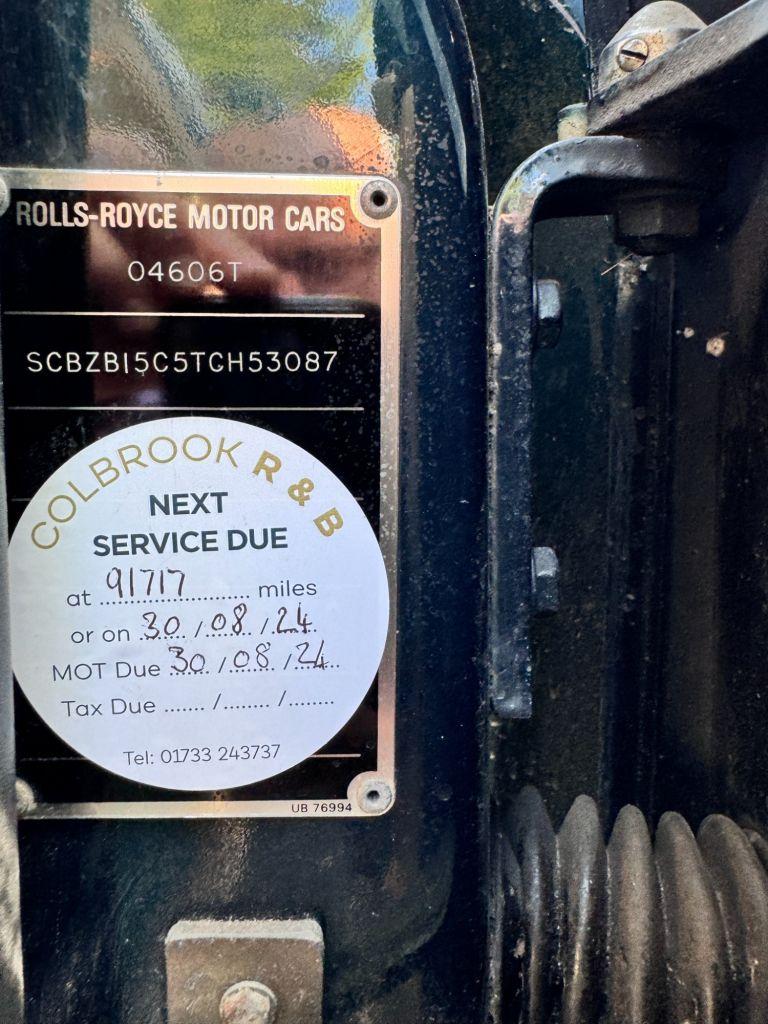 ROLLS-ROYCE MOTOR CARS
04606T
SCBZB15C5TCH53087
COLBROOK R & B
NEXT
SERVICE DUE
at 91717 miles
or on 30/08/24
MOT Due 30/08/24
Tax Due ....... /........ /........
Tel: 01733 243737
UB 76994